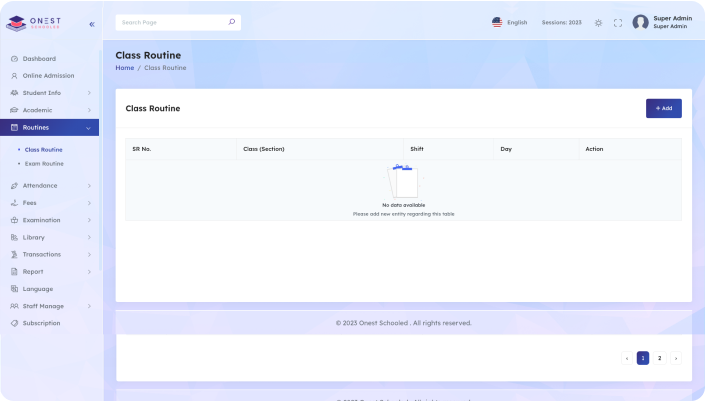 ONEST
SCHOOLED
Search Page
English
Sessions: 2023
Super Admin
Super Admin
Dashboard
Online Admission
Student Info
Academic
Routines
Class Routine
Exam Routine
Attendance
Fees
Examination
Library
Transactions
Report
Language
Staff Manage
Subscription
Class Routine
Home / Class Routine
Class Routine
+ Add
SR No. Class (Section) Shift Day Action
No data available
Please add new entity regarding this table
© 2023 Onest Schooled . All rights reserved.
‹ 1 2 ›